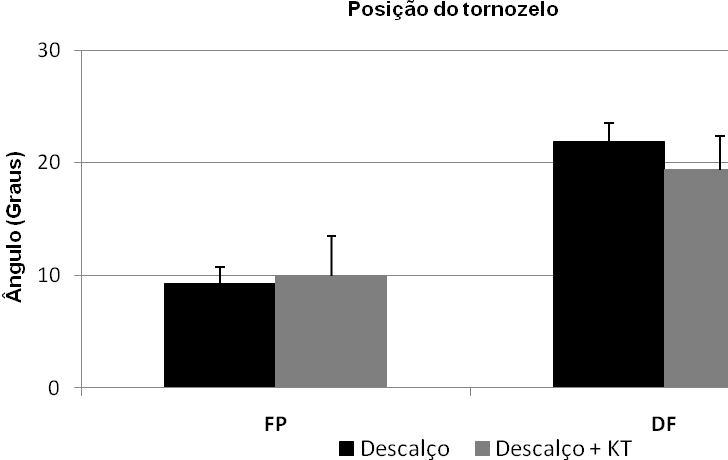 Posição do tornozelo
30
20
10
0
Ângulo (Graus)
FP
DF
Descalço
Descalço + KT